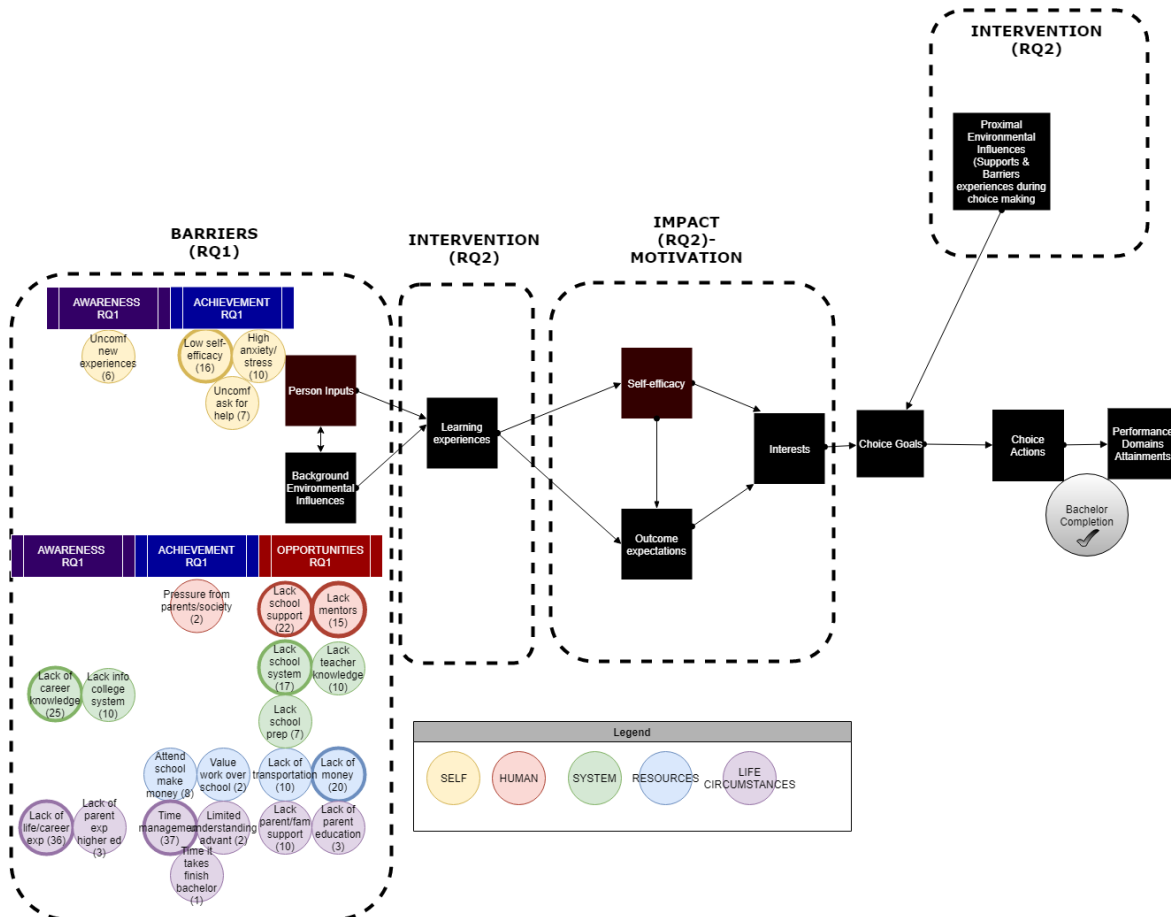 INTERVENTION
(RQ2)
Proximal
Environmental
Influences
(Supports &
Barriers
experiences during
choice making
BARRIERS
(RQ1)
INTERVENTION
(RQ2)
IMPACT
(RQ2)-
MOTIVATION
AWARENESS
RQ1
ACHIEVEMENT
RQ1
Uncomf
new
experiences
(6)
Low self-
efficacy
(16)
High
anxiety/
stress
(10)
Uncomf
ask for
help (7)
Person Inputs
Background
Environmental
Influences
Learning
experiences
Self-efficacy
Outcome
expectations
Interests
Choice Goals
Choice
Actions
Performance
Domains
Attainments
Bachelor
Completion
AWARENESS
RQ1
ACHIEVEMENT
RQ1
OPPORTUNITIES
RQ1
Pressure from
parents/society
(2)
Lack
school
support
(22)
Lack
mentors
(15)
Lack
school
system
(17)
Lack
teacher
knowledge
(10)
Lack of
career
knowledge
(25)
Lack info
college
system
(10)
Lack
school
prep (7)
Attend
school
make
money (8)
Value
work over
school (2)
Lack of
transportation
(10)
Lack of
money
(20)
Lack of
life/career
exp (36)
Lack of
parent
exp
higher ed
(3)
Time
management
(37)
Limited
understanding
advant (2)
Lack
parent/fam
support
(10)
Lack of
parent
education
(3)
Time it
takes
finish
bachelor
(1)
Legend
SELF
HUMAN
SYSTEM
RESOURCES
LIFE
CIRCUMSTANCES